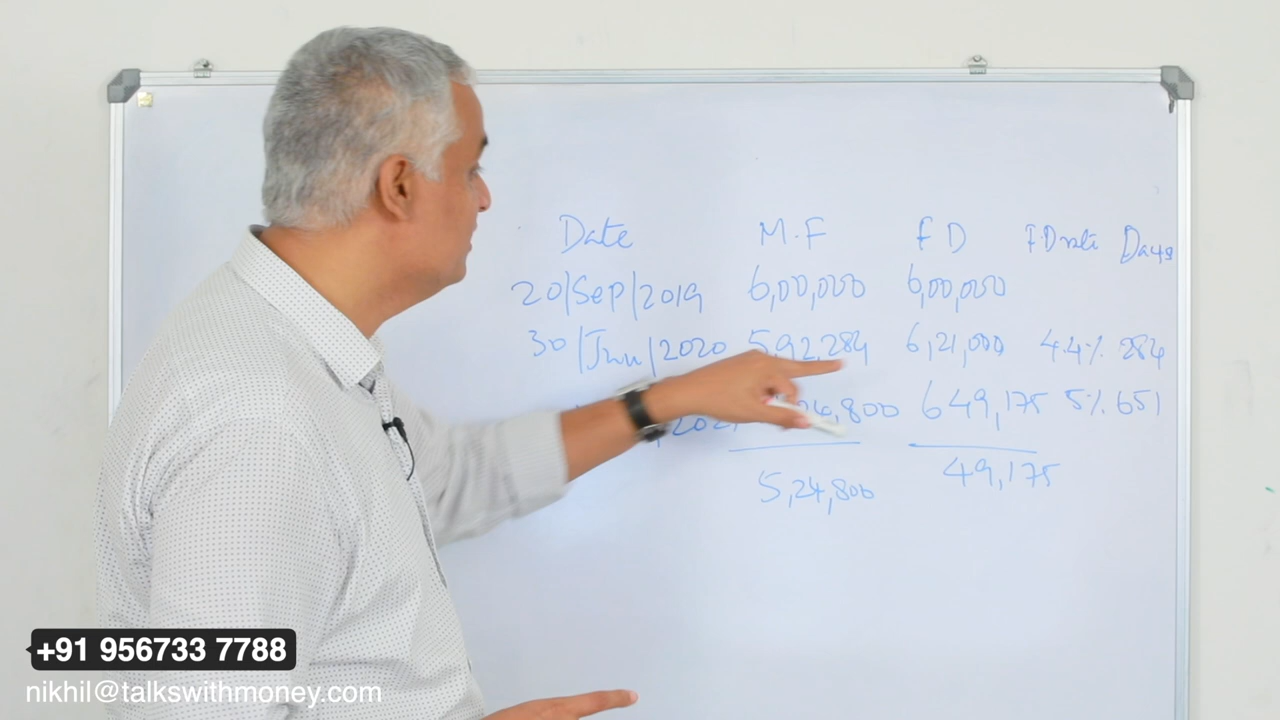 Date M.F FD FD rate Days
20/Sep/2019 6,00,000 6,00,000
30/Jun/2020 5,92,284 6,21,000 4.4% 284
649,175 5% 651
5,24,800 49,175
+91 956733 7788
nikhil@talkswithmoney.com